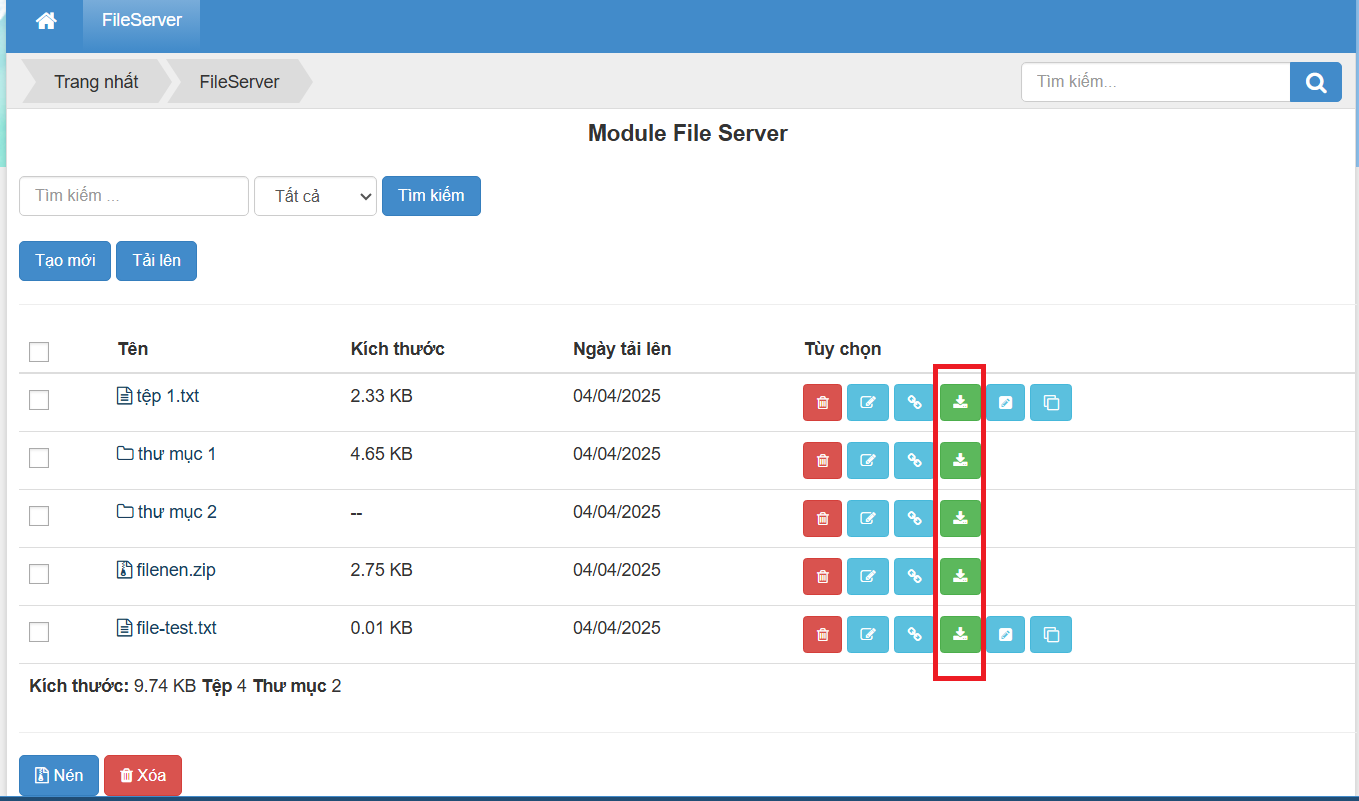 FileServer
Trang nhất FileServer Tìm kiếm...
Module File Server
Tìm kiếm ... Tất cả Tìm kiếm
Tạo mới Tải lên
Tên Kích thước Ngày tải lên Tùy chọn
tệp 1.txt 2.33 KB 04/04/2025
thư mục 1 4.65 KB 04/04/2025
thư mục 2 -- 04/04/2025
filenen.zip 2.75 KB 04/04/2025
file-test.txt 0.01 KB 04/04/2025
Kích thước: 9.74 KB Tệp 4 Thư mục 2
Nén Xóa